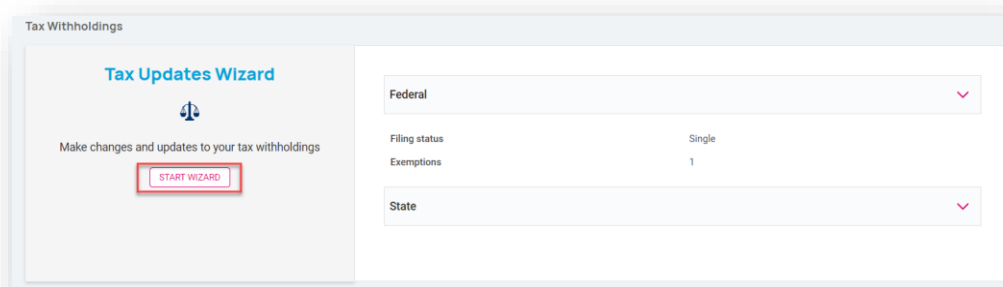 Tax Withholdings
Tax Updates Wizard
Make changes and updates to your tax withholdings
START WIZARD
Federal
Filing status Single
Exemptions 1
State